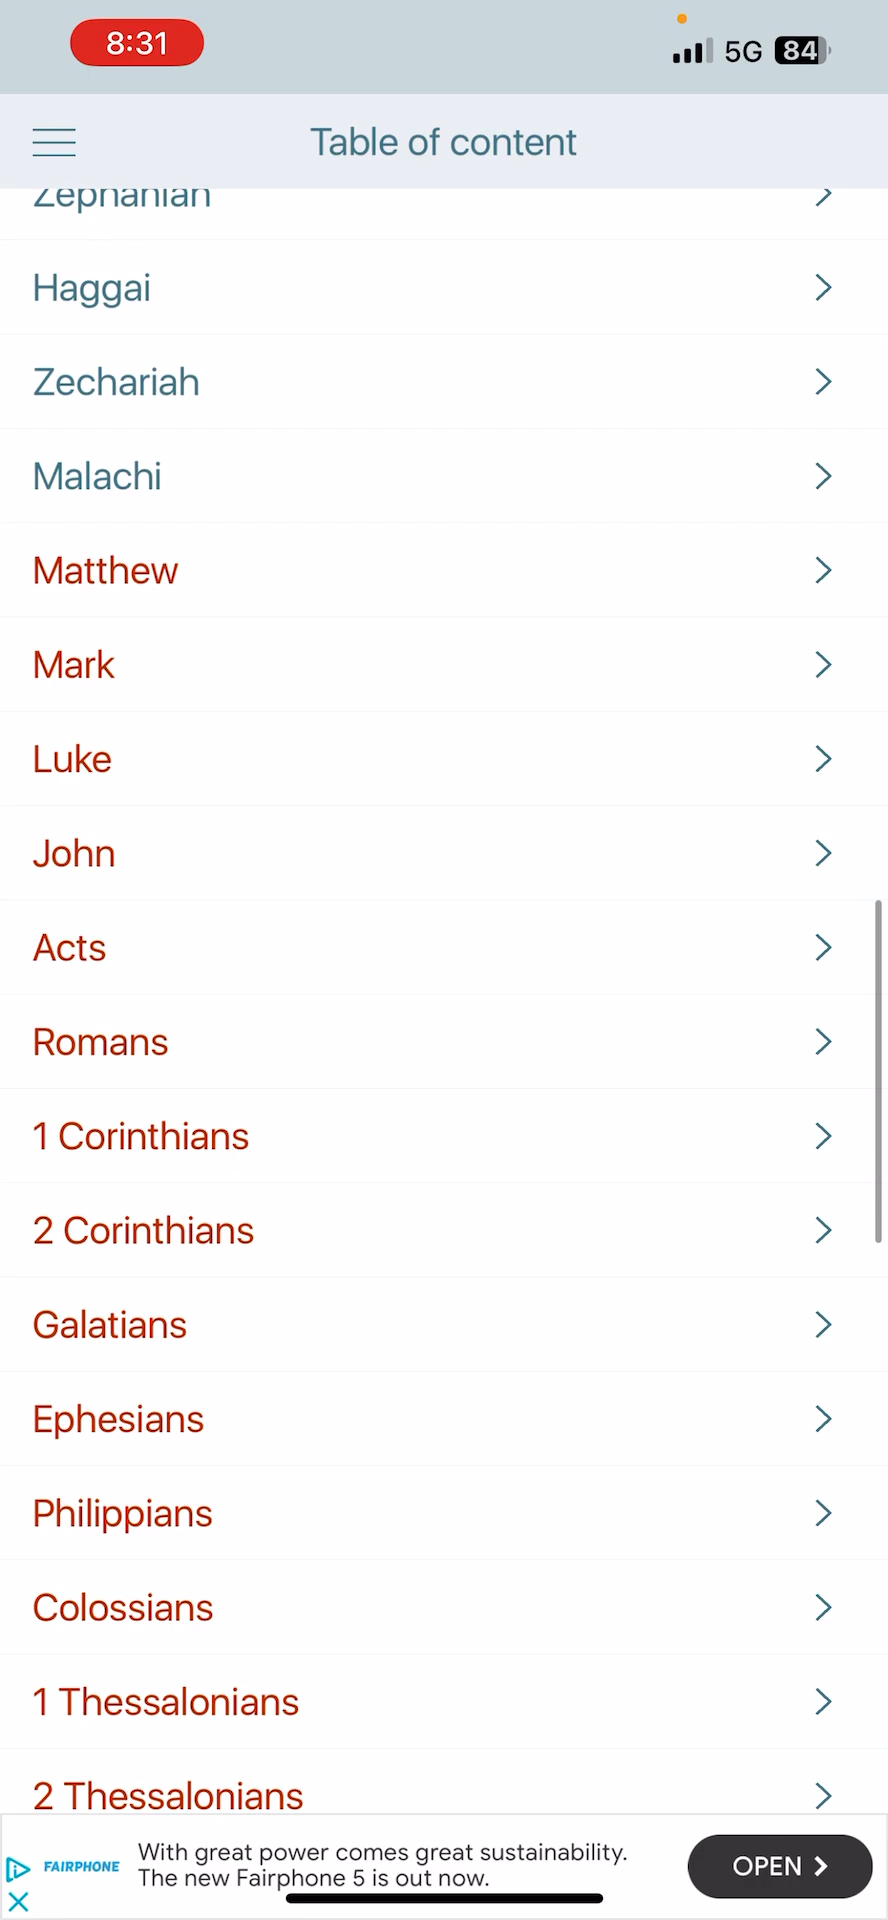 8:31
5G 84
Table of content
Zephaniah
Haggai
Zechariah
Malachi
Matthew
Mark
Luke
John
Acts
Romans
1 Corinthians
2 Corinthians
Galatians
Ephesians
Philippians
Colossians
1 Thessalonians
2 Thessalonians
FAIRPHONE
With great power comes great sustainability.
The new Fairphone 5 is out now.
OPEN